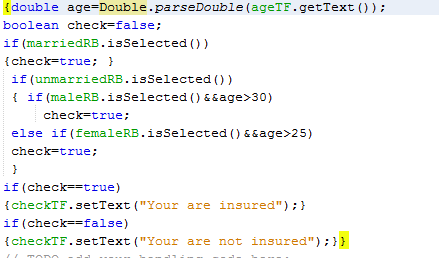 {double age=Double.parseDouble(ageTF.getText());
boolean check=false;
if(marriedRB.isSelected())
{check=true; }
if(unmarriedRB.isSelected())
{ if(maleRB.isSelected()&&age>30)
check=true;
else if(femaleRB.isSelected()&&age>25)
check=true;
}
if(check==true)
{checkTF.setText("Your are insured");}
if(check==false)
{checkTF.setText("Your are not insured");}}
// TODO add your handling code here: